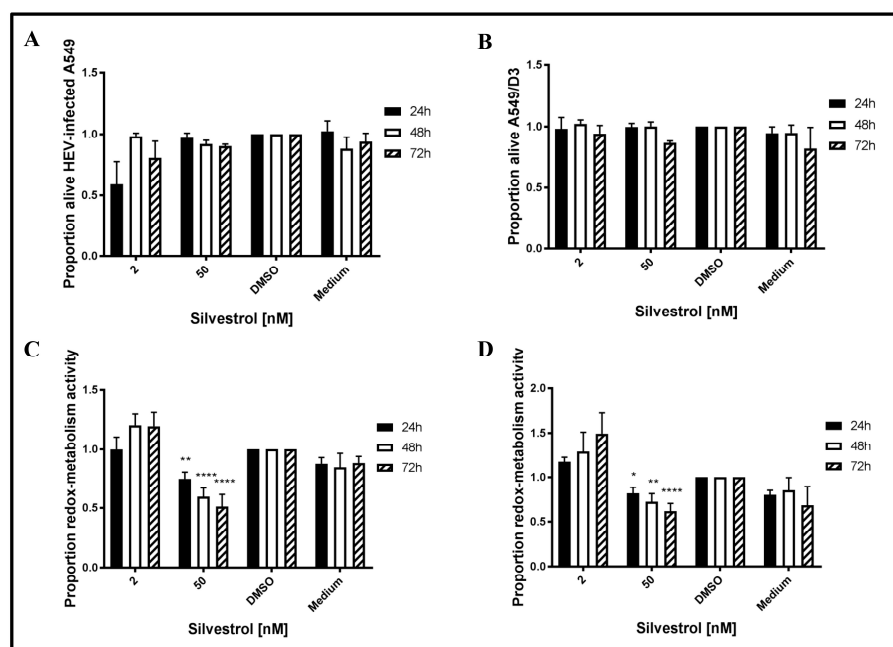 A
Proportion alive HEV-infected A549
1.5
1.0
0.5
0.0
2
50
DMSO
Medium
Silvestrol [nM]
24h
48h
72h
B
Proportion alive A549/D3
1.5
1.0
0.5
0.0
2
50
DMSO
Medium
Silvestrol [nM]
24h
48h
72h
C
Proportion redox-metabolism activity
1.5
1.0
0.5
0.0
**
****
****
2
50
DMSO
Medium
Silvestrol [nM]
24h
48h
72h
D
Proportion redox-metabolism activity
2.0
1.5
1.0
0.5
0.0
*
**
****
2
50
DMSO
Medium
Silvestrol [nM]
24h
48h
72h